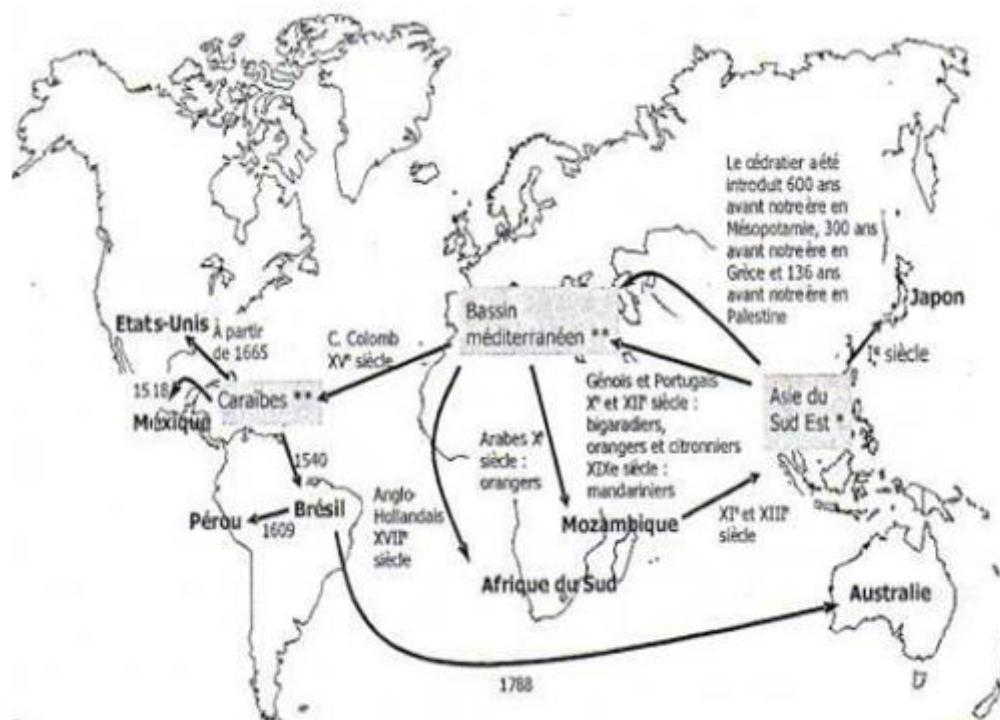 Le cédratier a été
introduit 600 ans
avant notre ère en
Mésopotamie, 300 ans
avant notre ère en
Grèce et 136 ans
avant notre ère en
Palestine
Japon
Iᵉ siècle
Bassin
méditerranéen **
Etats-Unis
À partir
de 1665
C. Colomb
XVᵉ siècle
1518
Mexique
Caraïbes **
Génois et Portugais
Xᵉ et XIIᵉ siècle :
bigaradiers,
orangers et citronniers
XIXe siècle :
mandariniers
Asie du
Sud Est *
Arabes Xᵉ
siècle :
orangers
1540
Brésil
Pérou
1609
Anglo-
Hollandais
XVIIᵉ
siècle
Mozambique
XIᵉ et XIIIᵉ
siècle
Afrique du Sud
Australie
1788